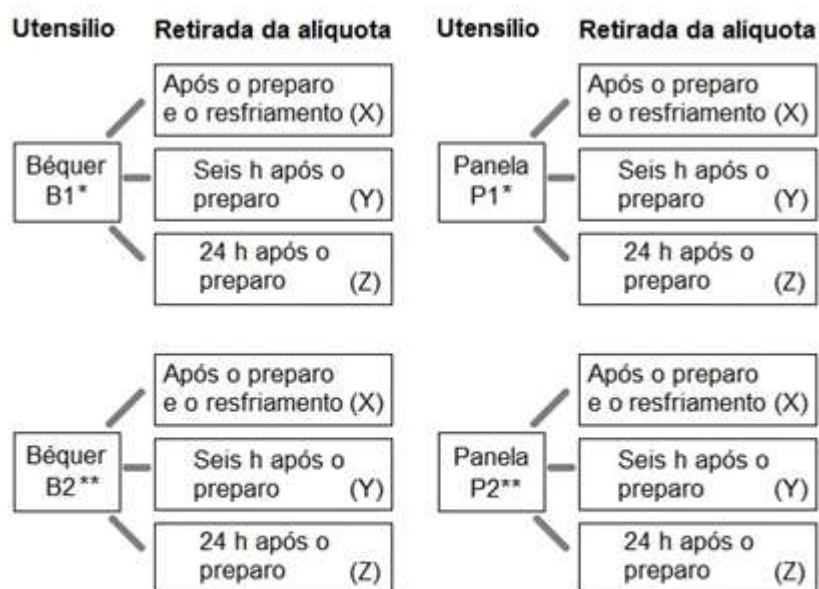 Utensílio Retirada da alíquota
Após o preparo
e o resfriamento (X)
Béquer
B1*
Seis h após o
preparo (Y)
24 h após o
preparo (Z)
Utensílio Retirada da alíquota
Após o preparo
e o resfriamento (X)
Panela
P1*
Seis h após o
preparo (Y)
24 h após o
preparo (Z)
Após o preparo
e o resfriamento (X)
Béquer
B2**
Seis h após o
preparo (Y)
24 h após o
preparo (Z)
Após o preparo
e o resfriamento (X)
Panela
P2**
Seis h após o
preparo (Y)
24 h após o
preparo (Z)